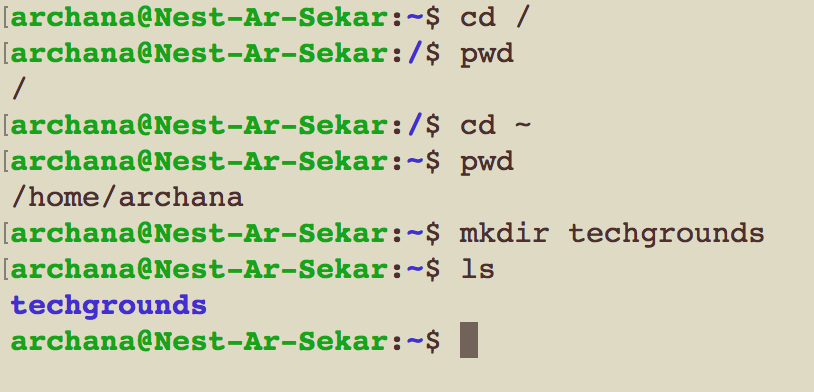 archana@Nest-Ar-Sekar:~$ cd /
archana@Nest-Ar-Sekar:/$ pwd
/
archana@Nest-Ar-Sekar:/$ cd ~
archana@Nest-Ar-Sekar:~$ pwd
/home/archana
archana@Nest-Ar-Sekar:~$ mkdir techgrounds
archana@Nest-Ar-Sekar:~$ ls
techgrounds
archana@Nest-Ar-Sekar:~$